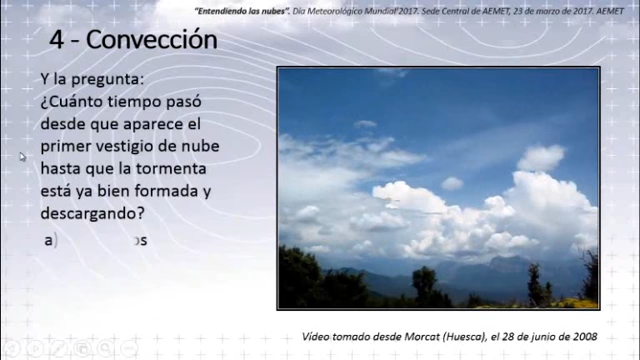 "Entendiendo las nubes", Día Meteorológico Mundial'2017. Sede Central de AEMET, 23 de marzo de 2017. AEMET
4 - Convección
Y la pregunta:
¿Cuánto tiempo pasó
desde que aparece el
primer vestigio de nube
hasta que la tormenta
está ya bien formada y
descargando?
a)
Vídeo tomado desde Morcat (Huesca), el 28 de junio de 2008